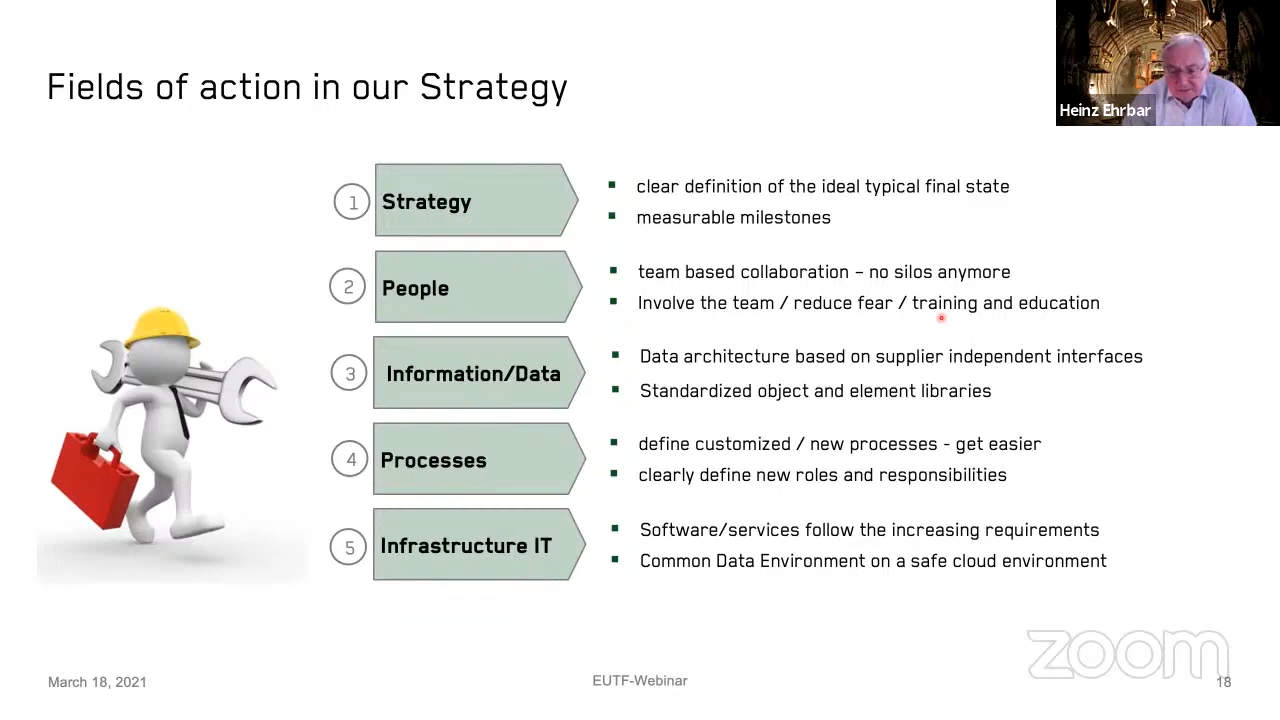 Fields of action in our Strategy
Heinz Ehrbar
1 Strategy
clear definition of the ideal typical final state
measurable milestones
2 People
team based collaboration – no silos anymore
Involve the team / reduce fear / training and education
3 Information/Data
Data architecture based on supplier independent interfaces
Standardized object and element libraries
4 Processes
define customized / new processes - get easier
clearly define new roles and responsibilities
5 Infrastructure IT
Software/services follow the increasing requirements
Common Data Environment on a safe cloud environment
zoom
March 18, 2021
EUTF-Webinar
18